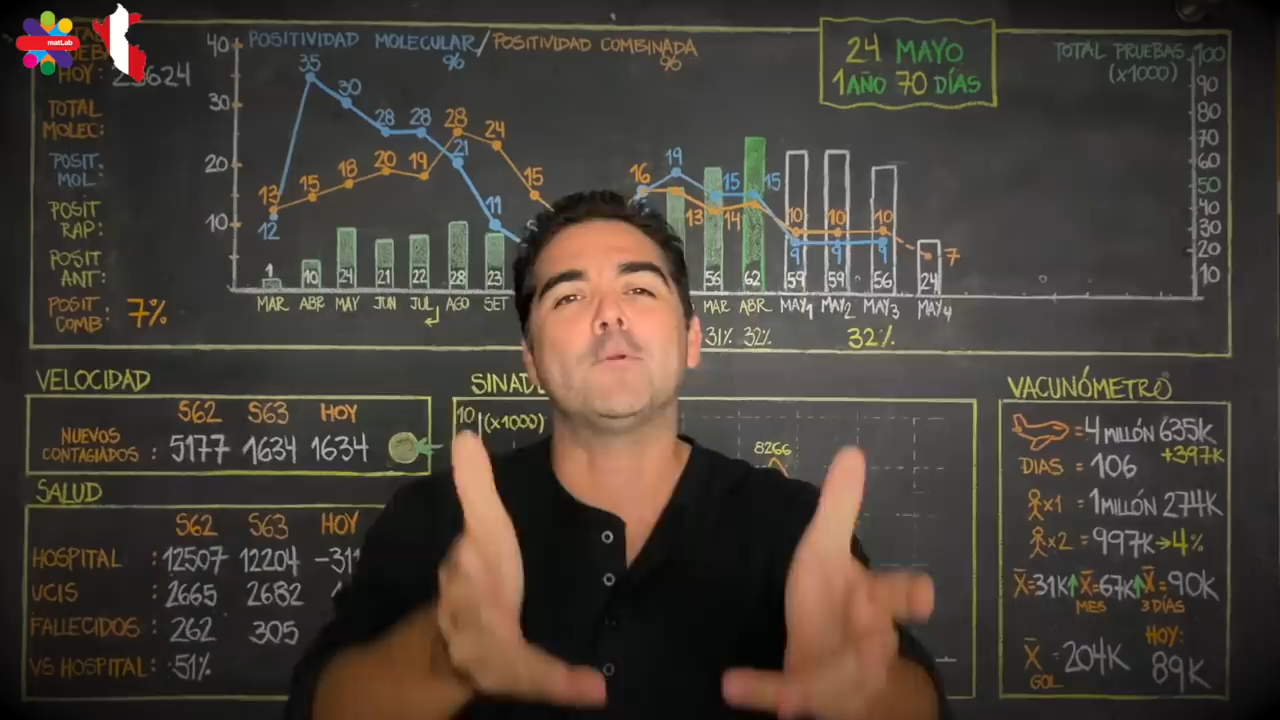 matLab
HOY: 23624
TOTAL
MOLEC:
POSIT.
MOL:
POSIT
RAP:
POSIT
ANT:
POSIT
COMB: 7%
POSITIVIDAD MOLECULAR/POSITIVIDAD COMBINADA
% %
24 MAYO
1 AÑO 70 DÍAS
TOTAL PRUEBAS
(x1000)
40
30
20
10
100
90
80
70
60
50
40
30
20
10
35 30 28 28 21 11
12
13 15 18 20 19 28 24 15
16 19 15 15
13 14 10 10 10 7
9 9 9
1 10 24 21 22 28 23 56 62 59 59 56 24
MAR ABR MAY JUN JUL AGO SET MAR ABR MAY1 MAY2 MAY3 MAY4
31% 32% 32%
VELOCIDAD
562 563 HOY
NUEVOS
CONTAGIADOS : 5177 1634 1634
SALUD
562 563 HOY
HOSPITAL : 12507 12204
UCIS : 2665 2682
FALLECIDOS : 262 305
VS HOSPITAL : 51%
10 (x1000)
8266
VACUNÓMETRO
= 4 MILLÓN 635K
+397K
DIAS = 106
x1 = 1 MILLÓN 274K
x2 = 997K → 4%
X̄=31K↑X̄=67K↑X̄=90K
MES 3 DÍAS
HOY:
X̄ 204K 89K
GOL